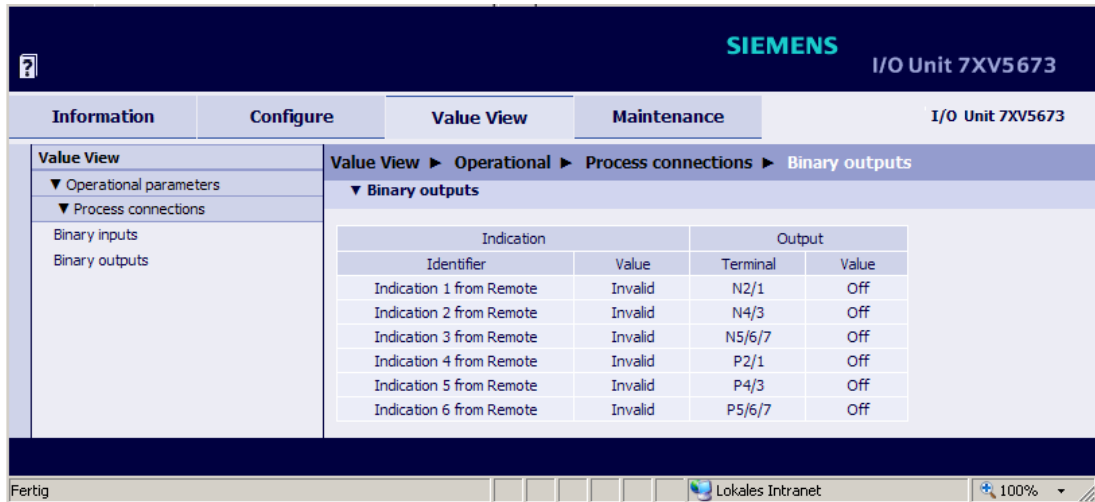 SIEMENS
?
I/O Unit 7XV5673
Information Configure Value View Maintenance I/O Unit 7XV5673
Value View
▼ Operational parameters
▼ Process connections
Binary inputs
Binary outputs
Value View ► Operational ► Process connections ► Binary outputs
▼ Binary outputs
Indication Output
Identifier Value Terminal Value
Indication 1 from Remote Invalid N2/1 Off
Indication 2 from Remote Invalid N4/3 Off
Indication 3 from Remote Invalid N5/6/7 Off
Indication 4 from Remote Invalid P2/1 Off
Indication 5 from Remote Invalid P4/3 Off
Indication 6 from Remote Invalid P5/6/7 Off
Fertig Lokales Intranet 100%